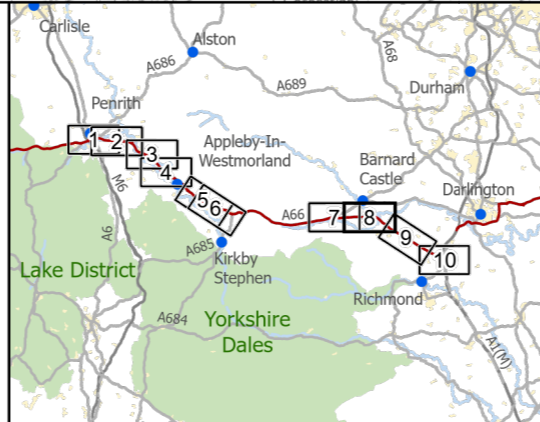 Carlisle
Alston
A686
A68
A689
Durham
Penrith
1
2
3
Appleby-In-
Westmorland
4
Barnard
Castle
Darlington
5
6
A66
7
8
9
10
M6
A6
A685
Kirkby
Stephen
Lake District
Richmond
A684
Yorkshire
Dales
A1(M)